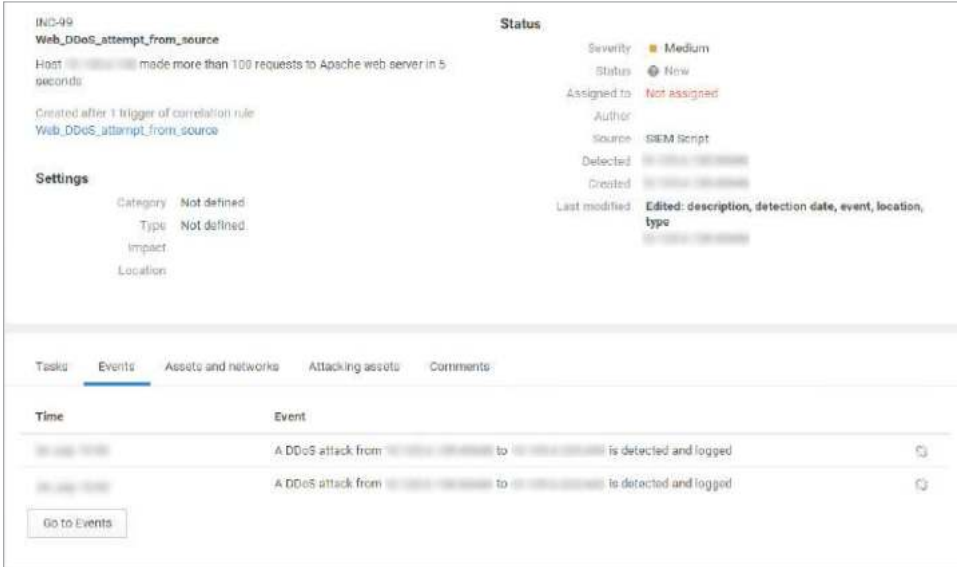 INC-99
Web_DDoS_attempt_from_source
Host made more than 100 requests to Apache web server in 5
seconds
Created after 1 trigger of correlation rule
Web_DDoS_attempt_from_source
Settings
Category Not defined
Type Not defined
Impact
Location
Status
Severity Medium
Status New
Assigned to Not assigned
Author
Source SIEM Script
Detected
Created
Last modified Edited: description, detection date, event, location,
type
Tasks Events Assets and networks Attacking assets Comments
Time Event
A DDoS attack from to is detected and logged
A DDoS attack from to is detected and logged
Go to Events